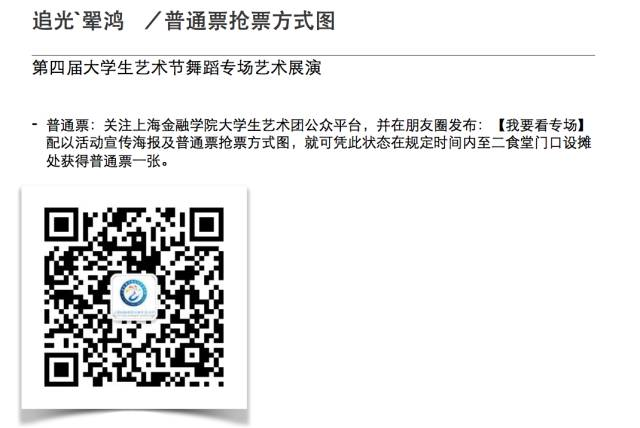 追光`翚鸿 ／普通票抢票方式图
第四届大学生艺术节舞蹈专场艺术展演
- 普通票：关注上海金融学院大学生艺术团公众平台，并在朋友圈发布：【我要看专场】
配以活动宣传海报及普通票抢票方式图，就可凭此状态在规定时间内至二食堂门口设摊
处获得普通票一张。